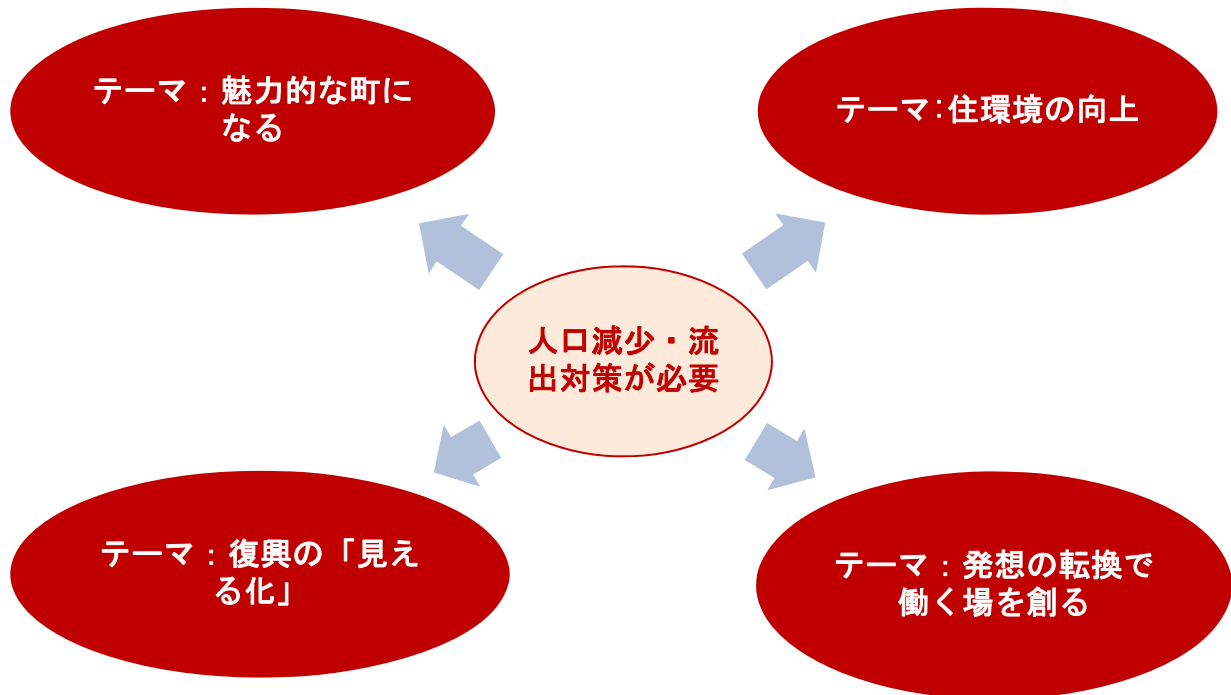 テーマ：魅力的な町に
なる
テーマ:住環境の向上
人口減少・流
出対策が必要
テーマ：復興の「見え
る化」
テーマ：発想の転換で
働く場を創る